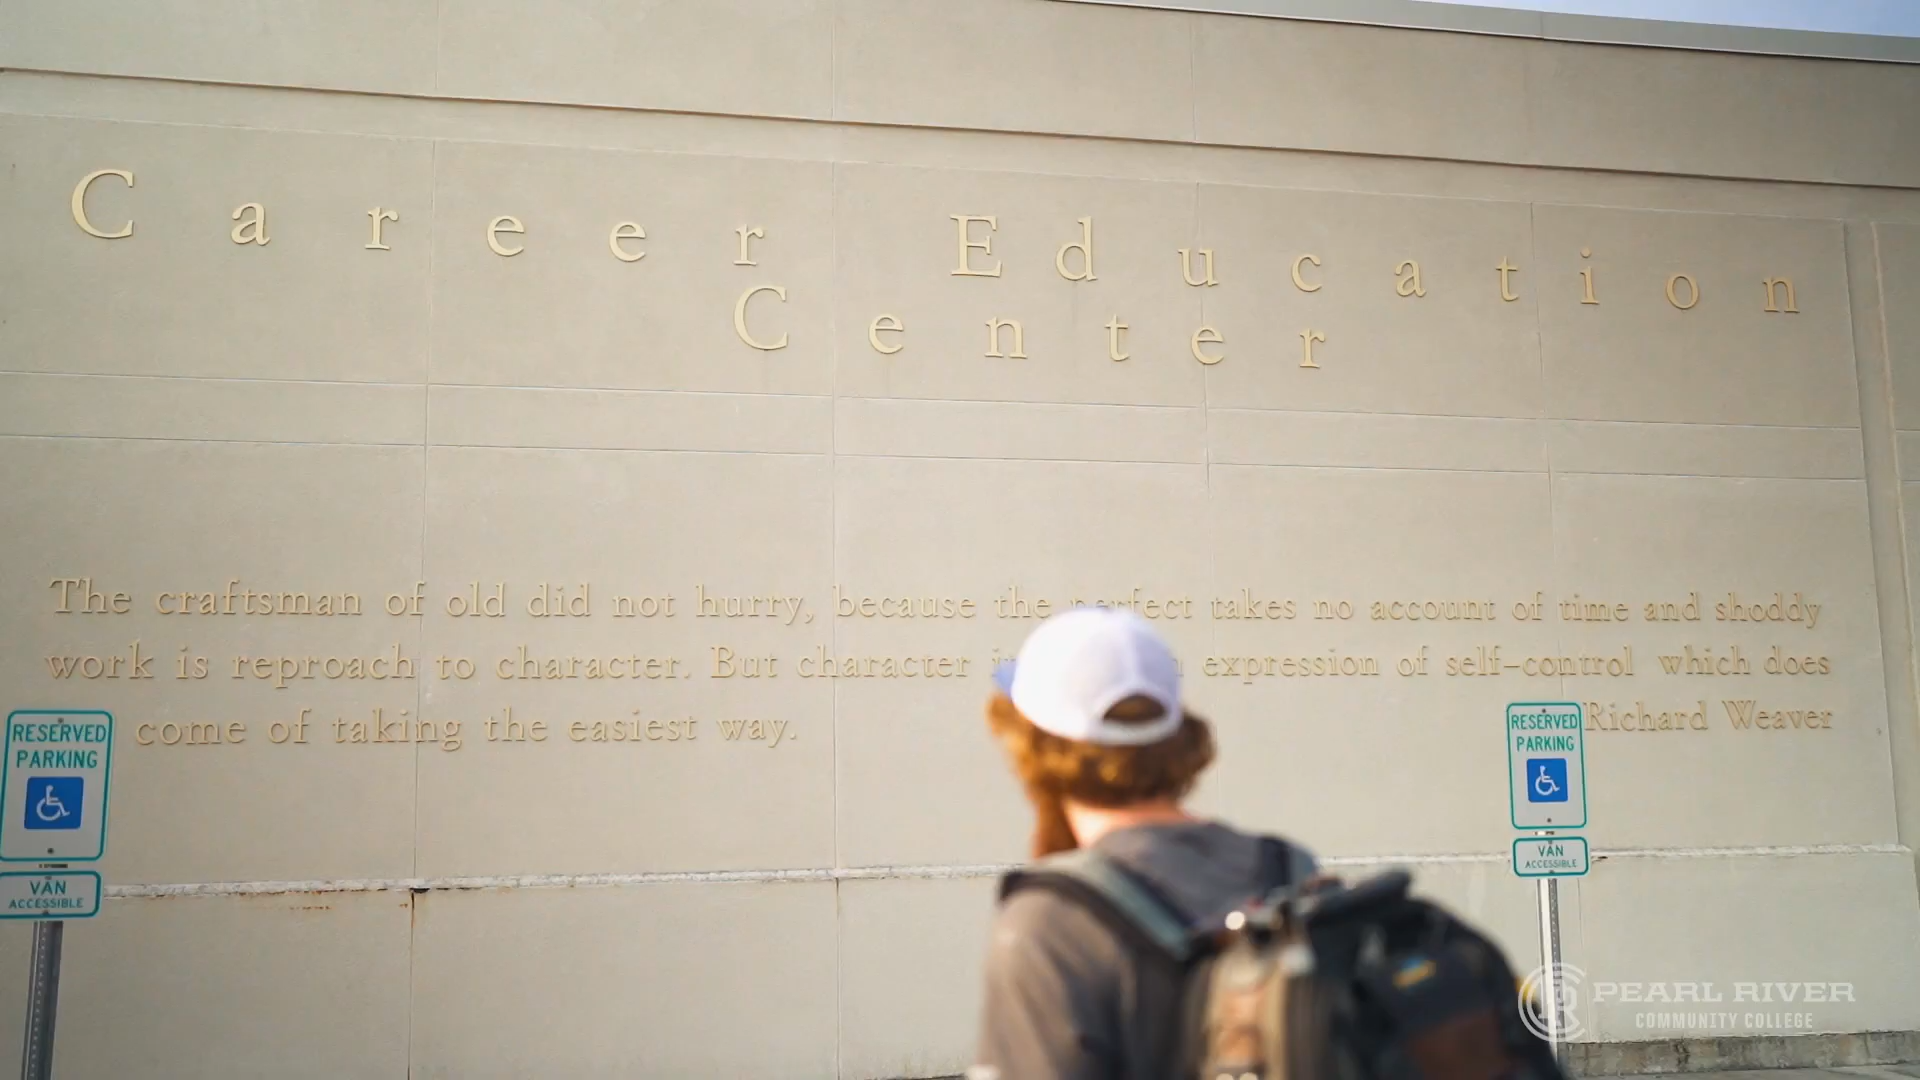 Career Education
Center
The craftsman of old did not hurry, because the perfect takes no account of time and shoddy
work is reproach to character. But character expression of self-control which does
come of taking the easiest way.
Richard Weaver
RESERVED
PARKING
VAN
ACCESSIBLE
RESERVED
PARKING
VAN
ACCESSIBLE
PEARL RIVER
COMMUNITY COLLEGE